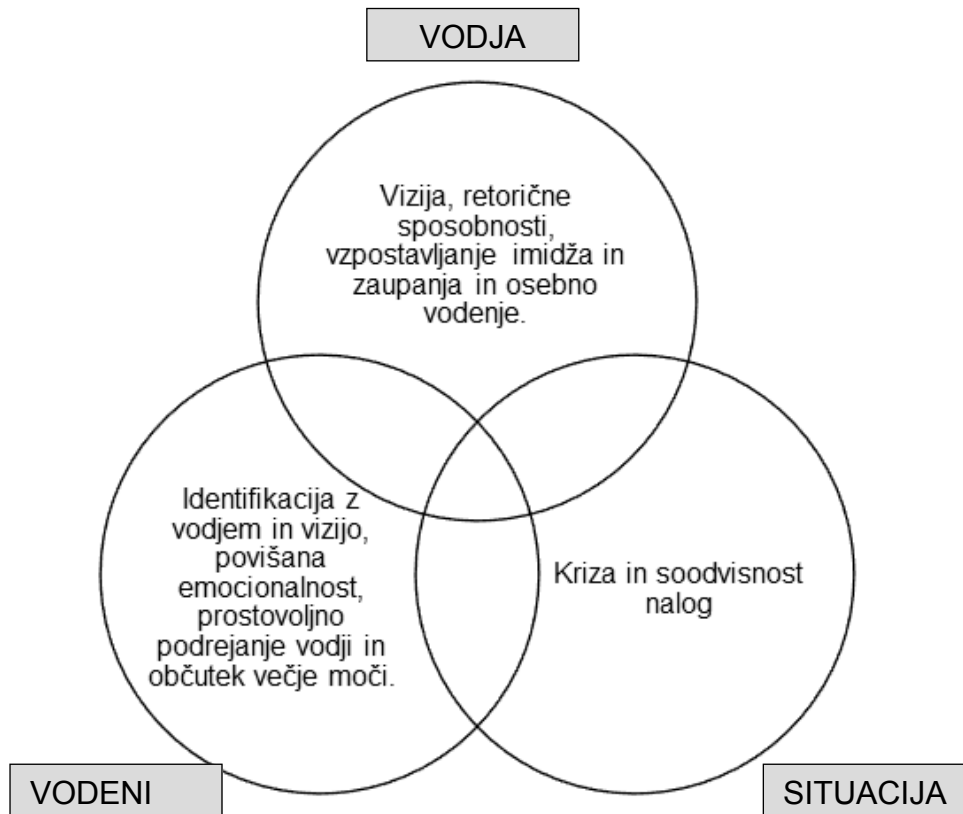 VODJA
Vizija, retorične
sposobnosti,
vzpostavljanje imidža in
zaupanja in osebno
vodenje.
Identifikacija z
vodjem in vizijo,
povišana
emocionalnost,
prostovoljno
podrejanje vodji in
občutek večje moči.
Kriza in soodvisnost
nalog
VODENI
SITUACIJA